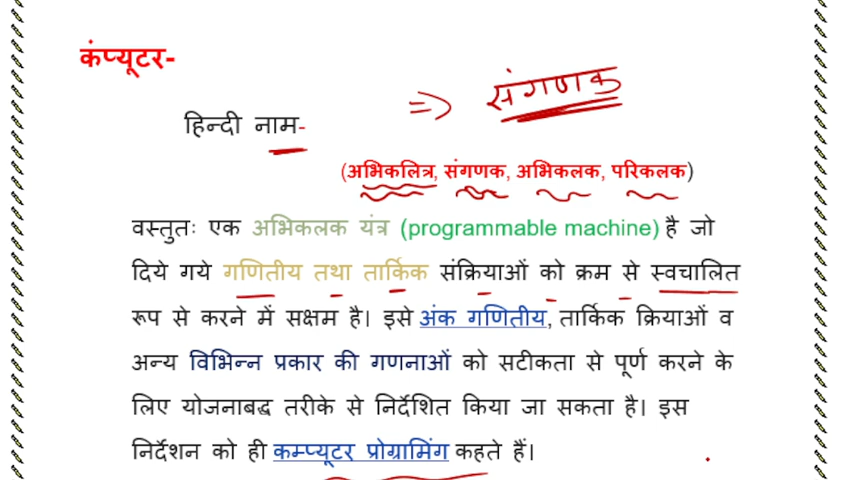 कंप्यूटर-
=> संगणक
हिन्दी नाम-
(अभिकलित्र, संगणक, अभिकलक, परिकलक)
वस्तुतः एक अभिकलक यंत्र (programmable machine) है जो
दिये गये गणितीय तथा तार्किक संक्रियाओं को क्रम से स्वचालित
रूप से करने में सक्षम है। इसे अंक गणितीय, तार्किक क्रियाओं व
अन्य विभिन्न प्रकार की गणनाओं को सटीकता से पूर्ण करने के
लिए योजनाबद्ध तरीके से निर्देशित किया जा सकता है। इस
निर्देशन को ही कम्प्यूटर प्रोग्रामिंग कहते हैं।